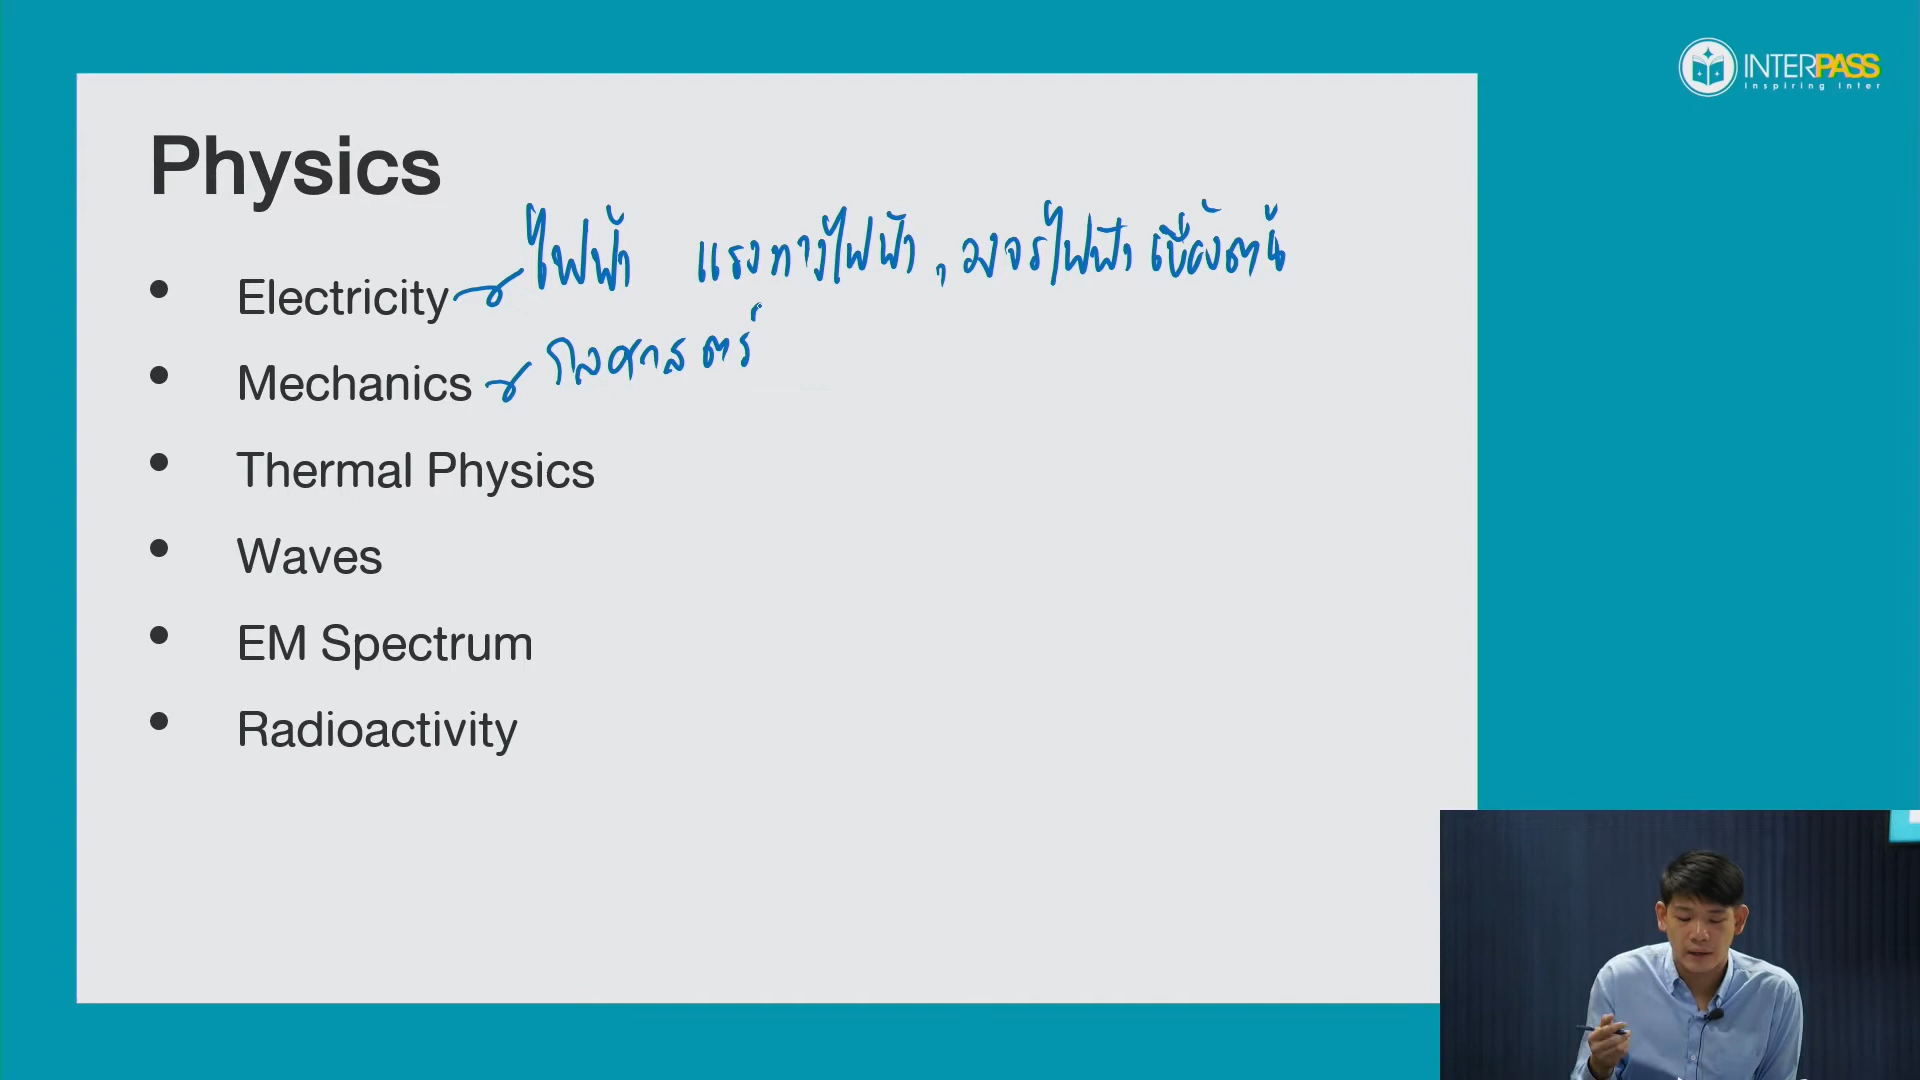 INTERPASS
Inspiring Inter
Physics
ไฟฟ้า แรงทางไฟฟ้า , วงจรไฟฟ้าเบื้องต้น
• Electricity
กลศาสตร์
• Mechanics
• Thermal Physics
• Waves
• EM Spectrum
• Radioactivity